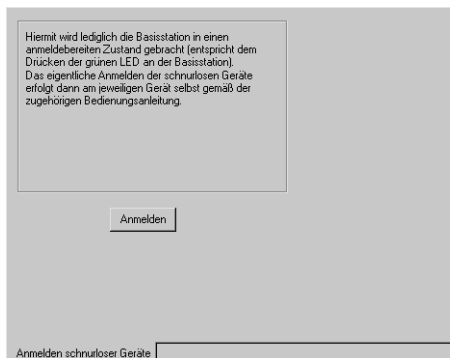 Hiermit wird lediglich die Basisstation in einen
anmeldebereiten Zustand gebracht (entspricht dem
Drücken der grünen LED an der Basisstation).
Das eigentliche Anmelden der schnurlosen Geräte
erfolgt dann am jeweiligen Gerät selbst gemäß der
zugehörigen Bedienungsanleitung.
Anmelden
Anmelden schnurloser Geräte